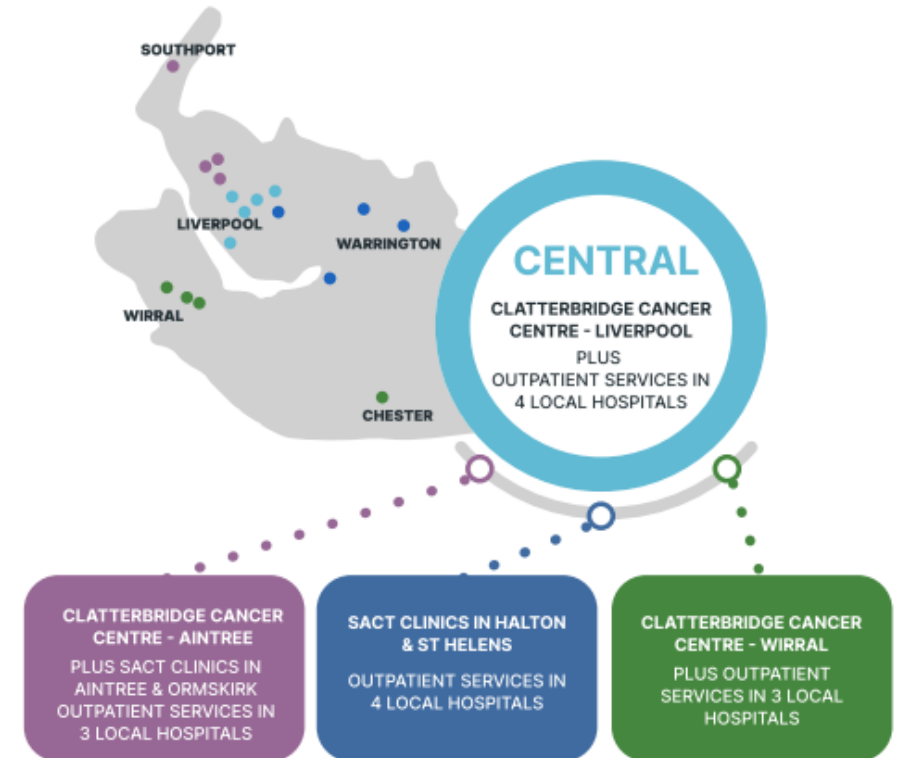 SOUTHPORT
LIVERPOOL
WARRINGTON
WIRRAL
CHESTER
CENTRAL
CLATTERBRIDGE CANCER
CENTRE - LIVERPOOL
PLUS
OUTPATIENT SERVICES IN
4 LOCAL HOSPITALS
CLATTERBRIDGE CANCER
CENTRE - AINTREE
PLUS SACT CLINICS IN
AINTREE & ORMSKIRK
OUTPATIENT SERVICES IN
3 LOCAL HOSPITALS
SACT CLINICS IN HALTON
& ST HELENS
OUTPATIENT SERVICES IN
4 LOCAL HOSPITALS
CLATTERBRIDGE CANCER
CENTRE - WIRRAL
PLUS OUTPATIENT
SERVICES IN 3 LOCAL
HOSPITALS